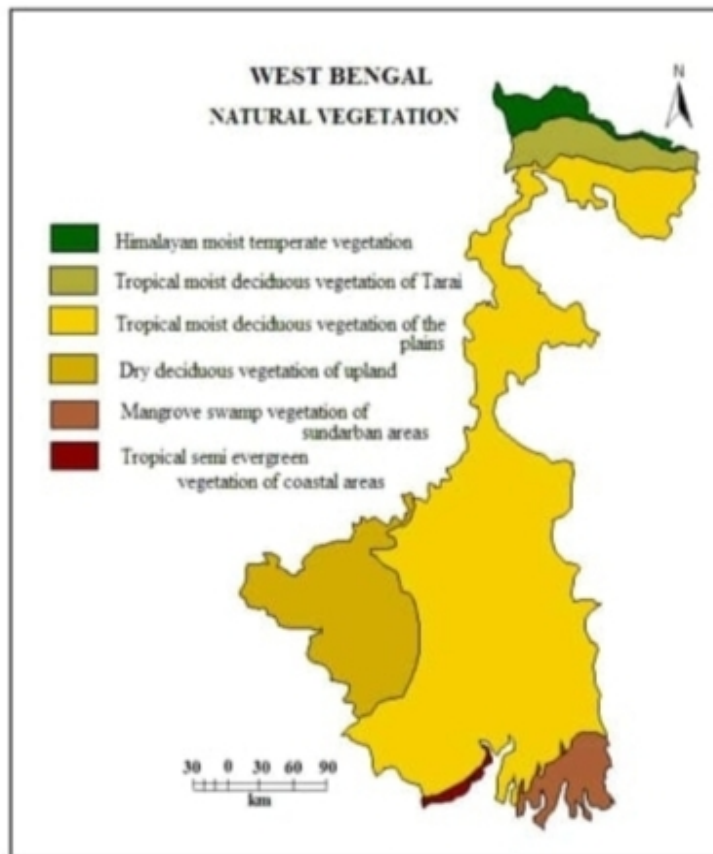 WEST BENGAL
NATURAL VEGETATION
N
Himalayan moist temperate vegetation
Tropical moist deciduous vegetation of Tarai
Tropical moist deciduous vegetation of the
plains
Dry deciduous vegetation of upland
Mangrove swamp vegetation of
sundarban areas
Tropical semi evergreen
vegetation of coastal areas
30 0 30 60 90
km